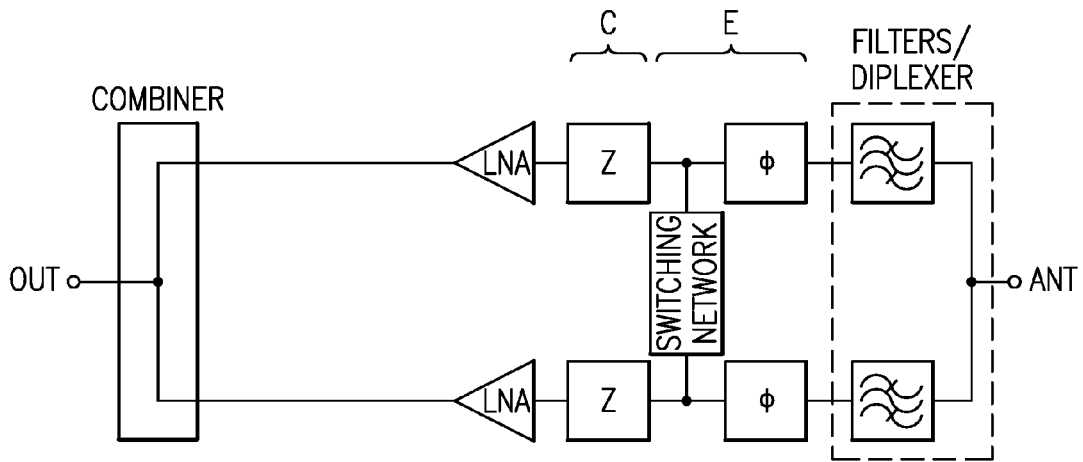 C
E
FILTERS/
DIPLEXER
COMBINER
LNA
Z
ϕ
SWITCHING
NETWORK
OUT
ANT
LNA
Z
ϕ